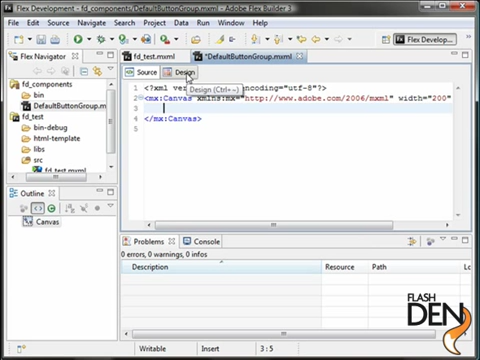 Flex Development - fd_components/DefaultButtonGroup.mxml - Adobe Flex Builder 3
File Edit Source Navigate Search Project Data Run Window Help
Flex Develop...
Flex Navigator
fd_components
bin
DefaultButtonGroup.mxml
fd_test
bin-debug
html-template
libs
src
fd_test.mxml
Outline
Canvas
fd_test.mxml *DefaultButtonGroup.mxml
Source Design
Design (Ctrl+~)
1 <?xml version encoding="utf-8"?>
2 <mx:Canvas xmlns:mx="http://www.adobe.com/2006/mxml" width="200"
3
4 </mx:Canvas>
5
Problems Console
0 errors, 0 warnings, 0 infos
Description Resource Path Lo
Writable Insert 3 : 5
FLASH
DEN